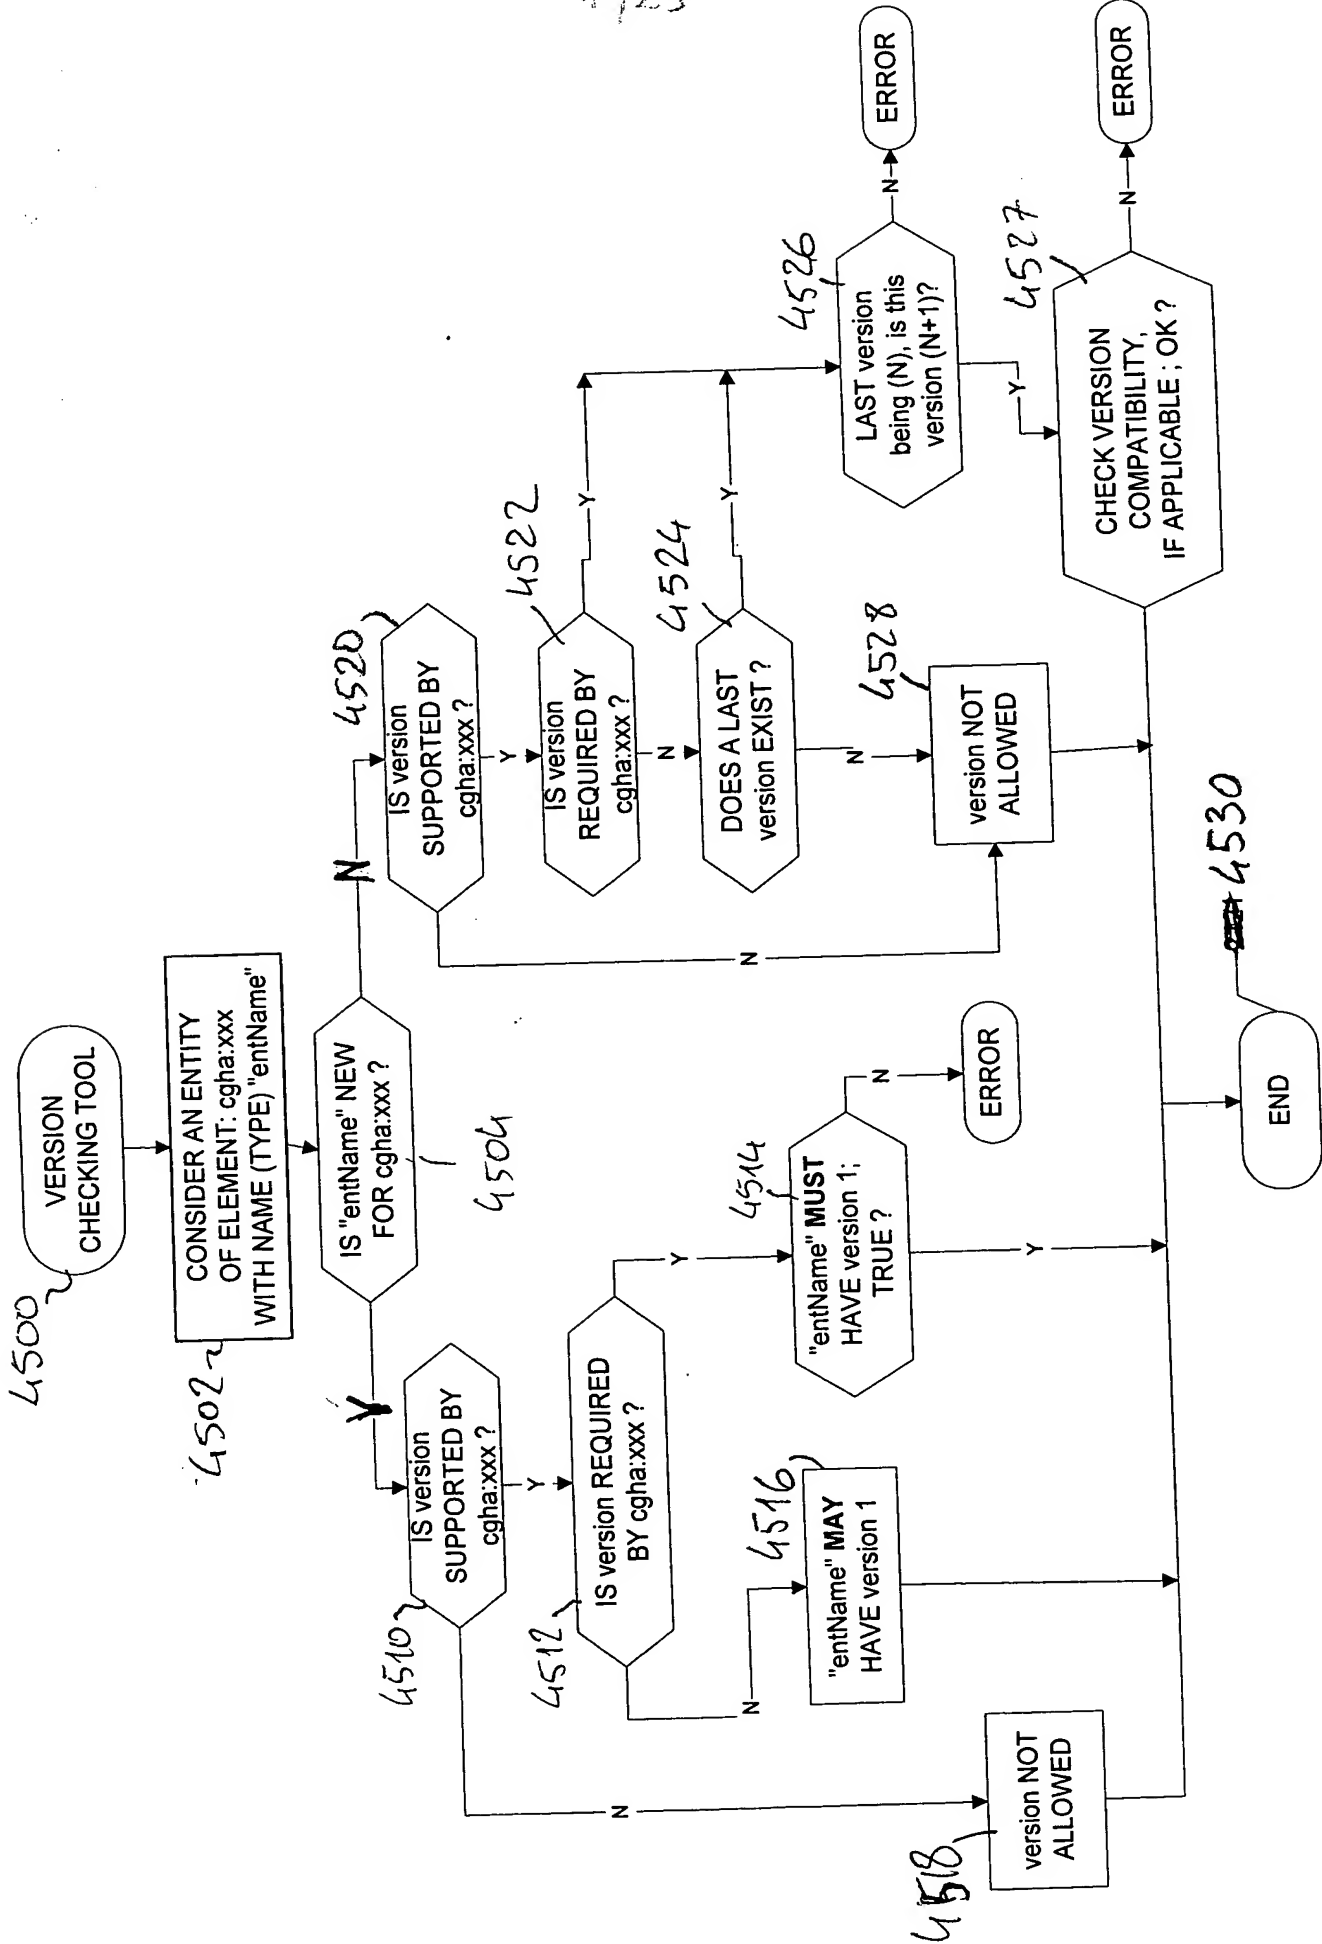 4500
VERSION
CHECKING TOOL
4502
CONSIDER AN ENTITY
OF ELEMENT: cgha:xxx
WITH NAME (TYPE) "entName"
IS "entName" NEW
FOR cgha:xxx ?
4504
Y
N
4510
IS version
SUPPORTED BY
cgha:xxx ?
Y
N
4512
IS version REQUIRED
BY cgha:xxx ?
N
Y
4516
"entName" MAY
HAVE version 1
4514
"entName" MUST
HAVE version 1;
TRUE ?
N
Y
ERROR
4518
version NOT
ALLOWED
4520
IS version
SUPPORTED BY
cgha:xxx ?
Y
N
4522
IS version
REQUIRED BY
cgha:xxx ?
Y
N
4524
DOES A LAST
version EXIST ?
Y
N
4528
version NOT
ALLOWED
4526
LAST version
being (N), is this
version (N+1)?
N
ERROR
Y
4527
CHECK VERSION
COMPATIBILITY,
IF APPLICABLE ; OK ?
N
ERROR
4530
END